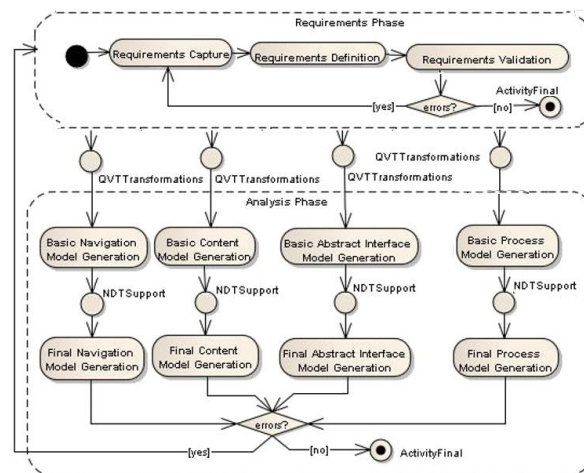 Requirements Phase
Requirements Capture
Requirements Definition
Requirements Validation
ActivityFinal
errors?
[yes]
[no]
QVTTransformations
QVTTransformations
QVTTransformations
QVTTransformations
Analysis Phase
Basic Navigation
Model Generation
Basic Content
Model Generation
Basic Abstract Interface
Model Generation
Basic Process
Model Generation
NDTSupport
NDTSupport
NDTSupport
NDTSupport
Final Navigation
Model Generation
Final Content
Model Generation
Final Abstract Interface
Model Generation
Final Process
Model Generation
errors?
[yes]
[no]
ActivityFinal